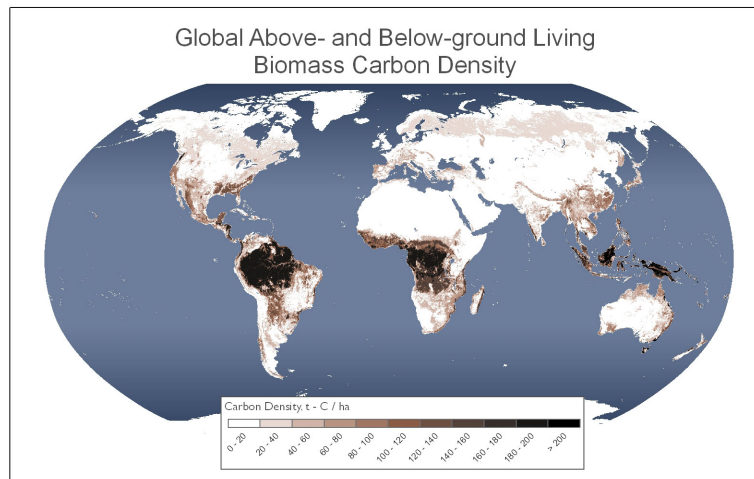 Global Above- and Below-ground Living
Biomass Carbon Density
Carbon Density, t - C / ha
0 - 20
20 - 40
40 - 60
60 - 80
80 - 100
100 - 120
120 - 140
140 - 160
160 - 180
180 - 200
> 200